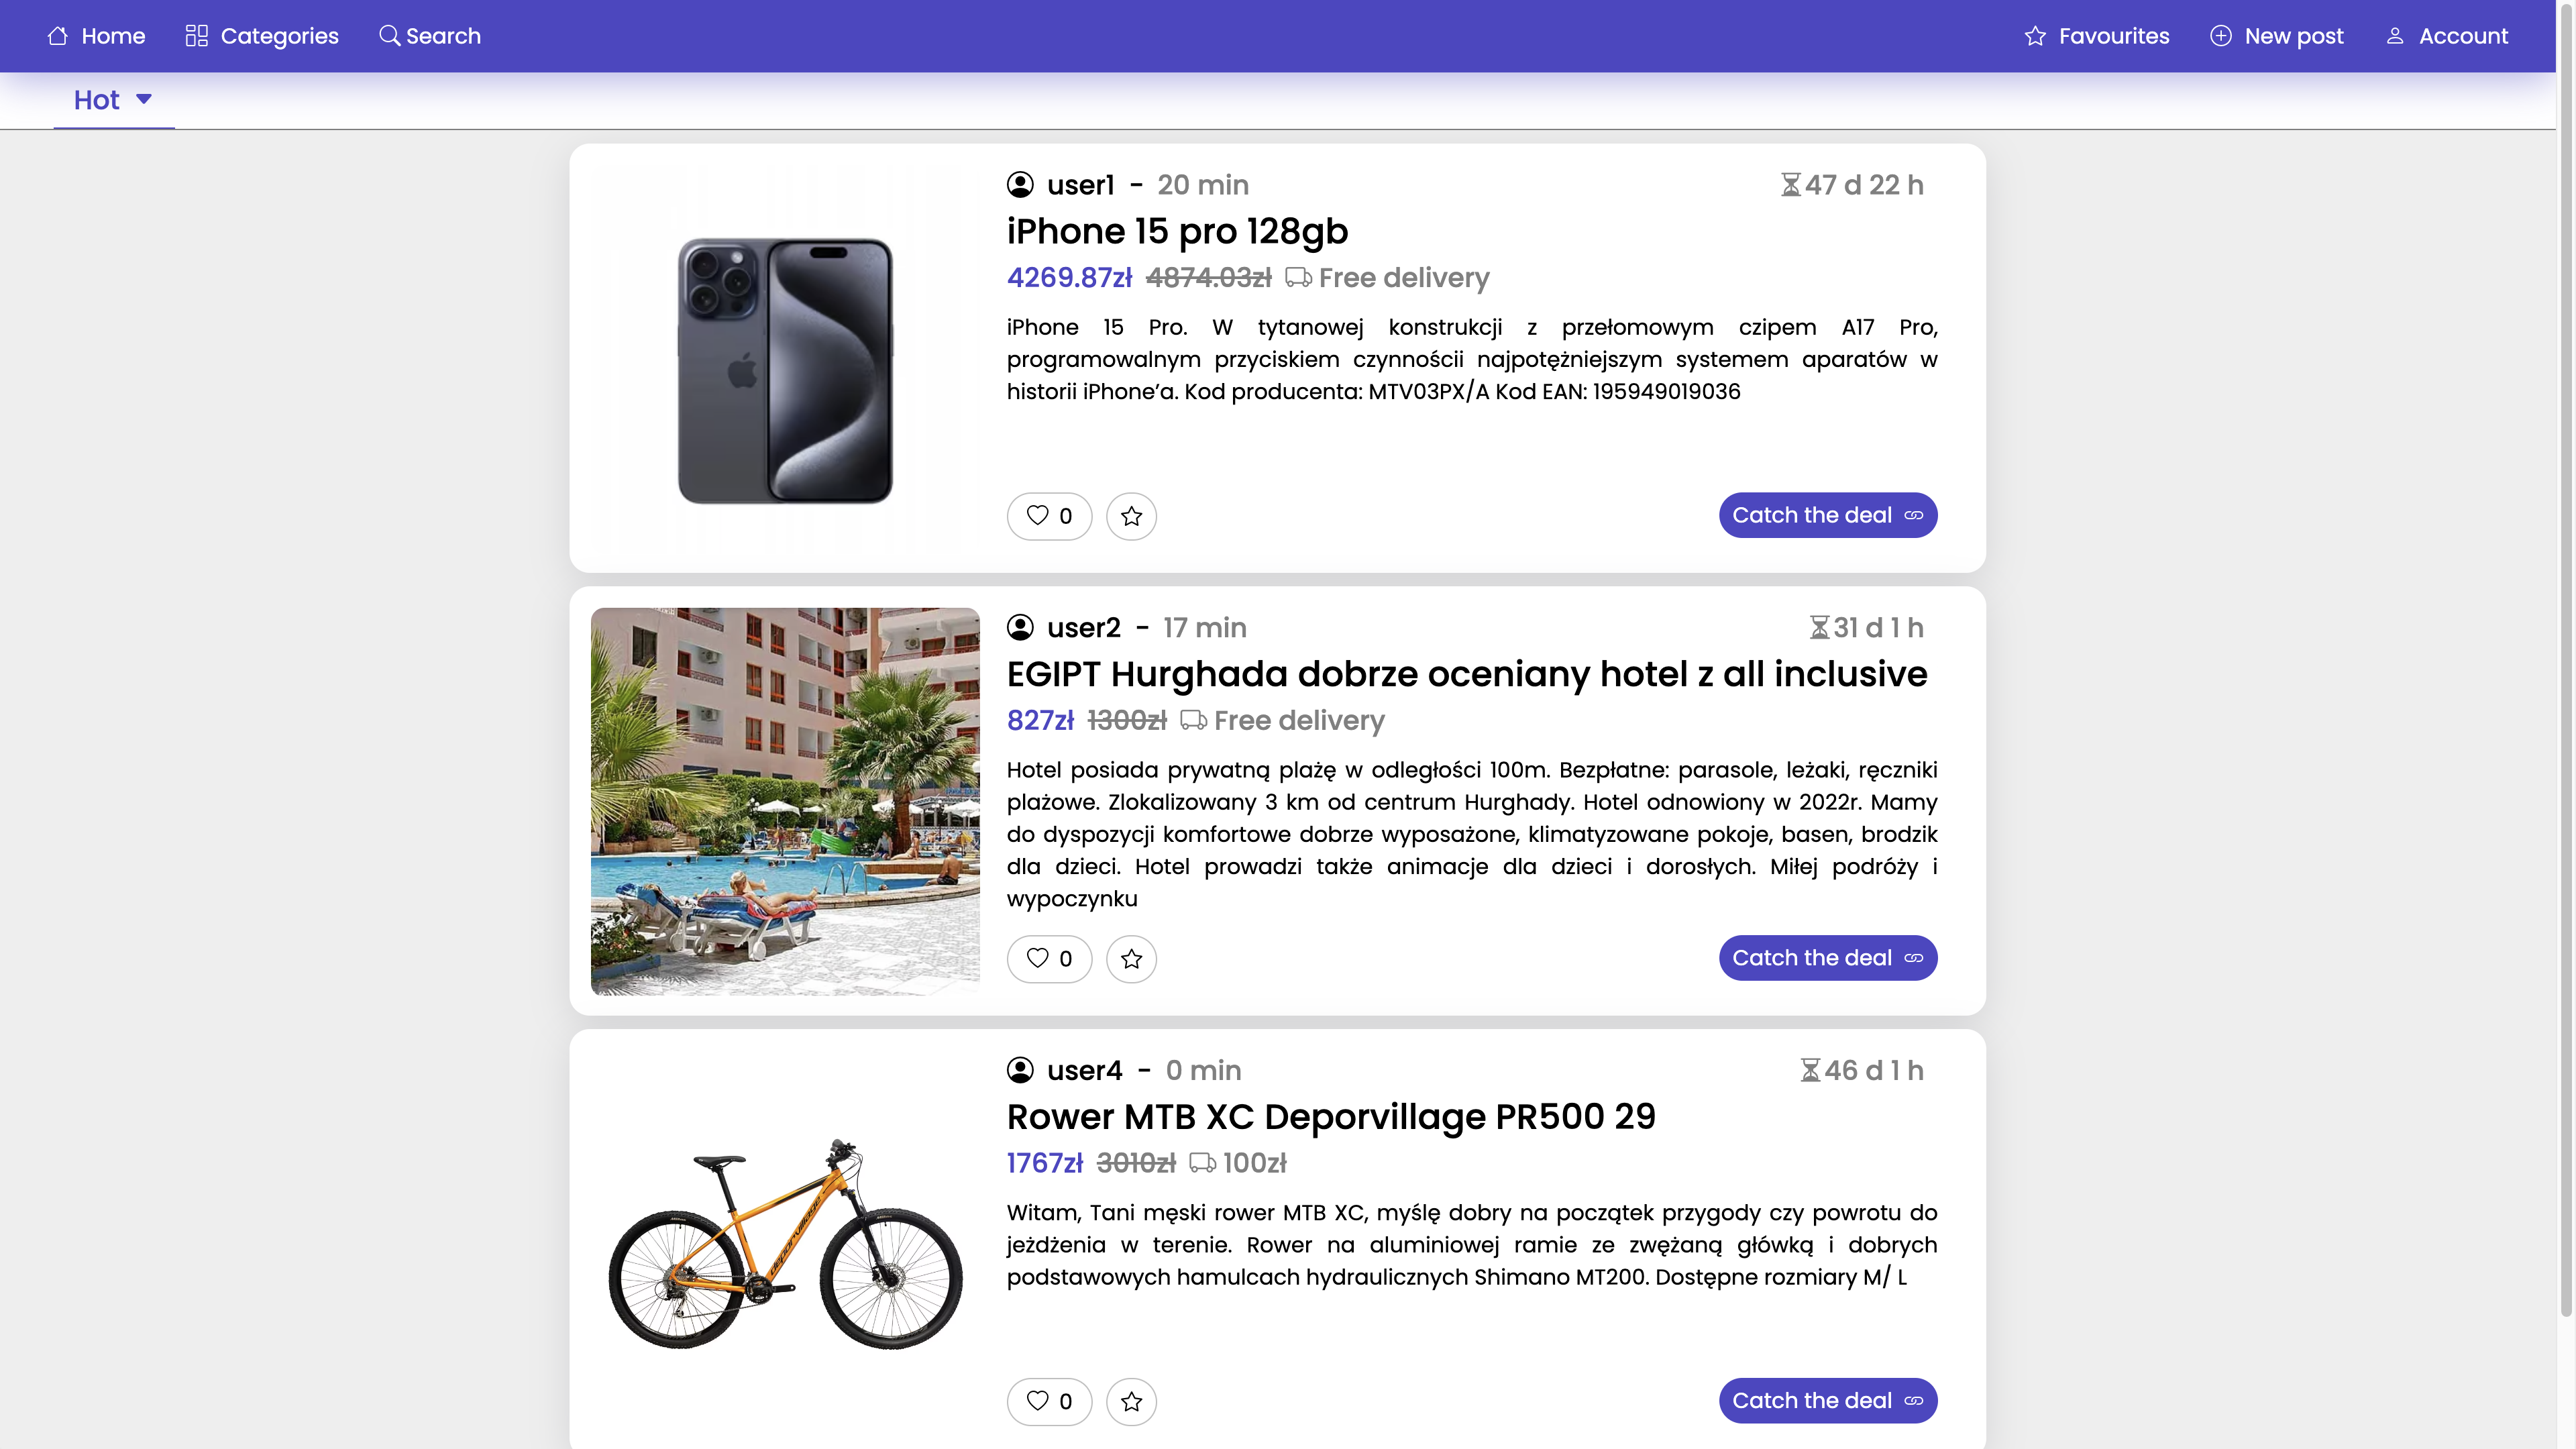 Home Categories Search Favourites New post Account
Hot
user1 - 20 min 47 d 22 h
iPhone 15 pro 128gb
4269.87zł 4874.03zł Free delivery
iPhone 15 Pro. W tytanowej konstrukcji z przełomowym czipem A17 Pro,
programowalnym przyciskiem czynnościi najpotężniejszym systemem aparatów w
historii iPhone’a. Kod producenta: MTV03PX/A Kod EAN: 195949019036
0
Catch the deal
user2 - 17 min 31 d 1 h
EGIPT Hurghada dobrze oceniany hotel z all inclusive
827zł 1300zł Free delivery
Hotel posiada prywatną plażę w odległości 100m. Bezpłatne: parasole, leżaki, ręczniki
plażowe. Zlokalizowany 3 km od centrum Hurghady. Hotel odnowiony w 2022r. Mamy
do dyspozycji komfortowe dobrze wyposażone, klimatyzowane pokoje, basen, brodzik
dla dzieci. Hotel prowadzi także animacje dla dzieci i dorosłych. Miłej podróży i
wypoczynku
0
Catch the deal
user4 - 0 min 46 d 1 h
Rower MTB XC Deporvillage PR500 29
1767zł 3010zł 100zł
Witam, Tani męski rower MTB XC, myślę dobry na początek przygody czy powrotu do
jeżdżenia w terenie. Rower na aluminiowej ramie ze zwężaną główką i dobrych
podstawowych hamulcach hydraulicznych Shimano MT200. Dostępne rozmiary M/ L
0
Catch the deal